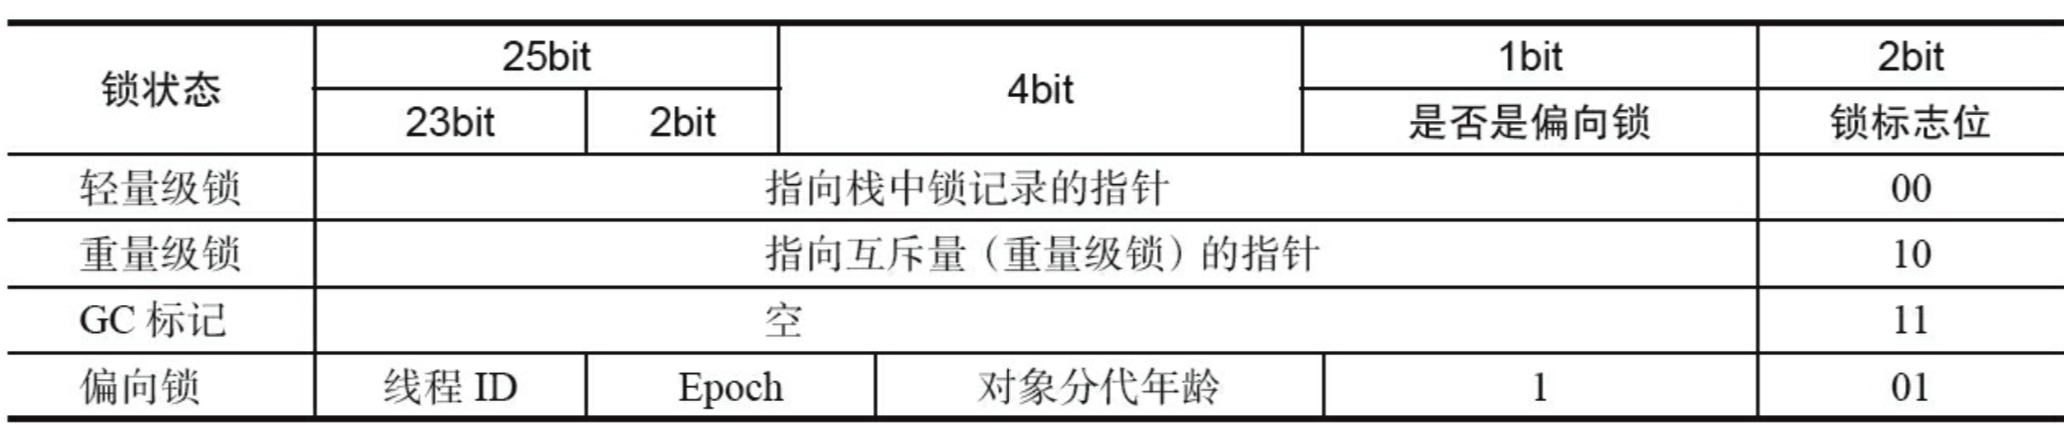 锁状态 25bit 4bit 1bit 2bit
23bit 2bit 是否是偏向锁 锁标志位
轻量级锁 指向栈中锁记录的指针 00
重量级锁 指向互斥量（重量级锁）的指针 10
GC 标记 空 11
偏向锁 线程 ID Epoch 对象分代年龄 1 01